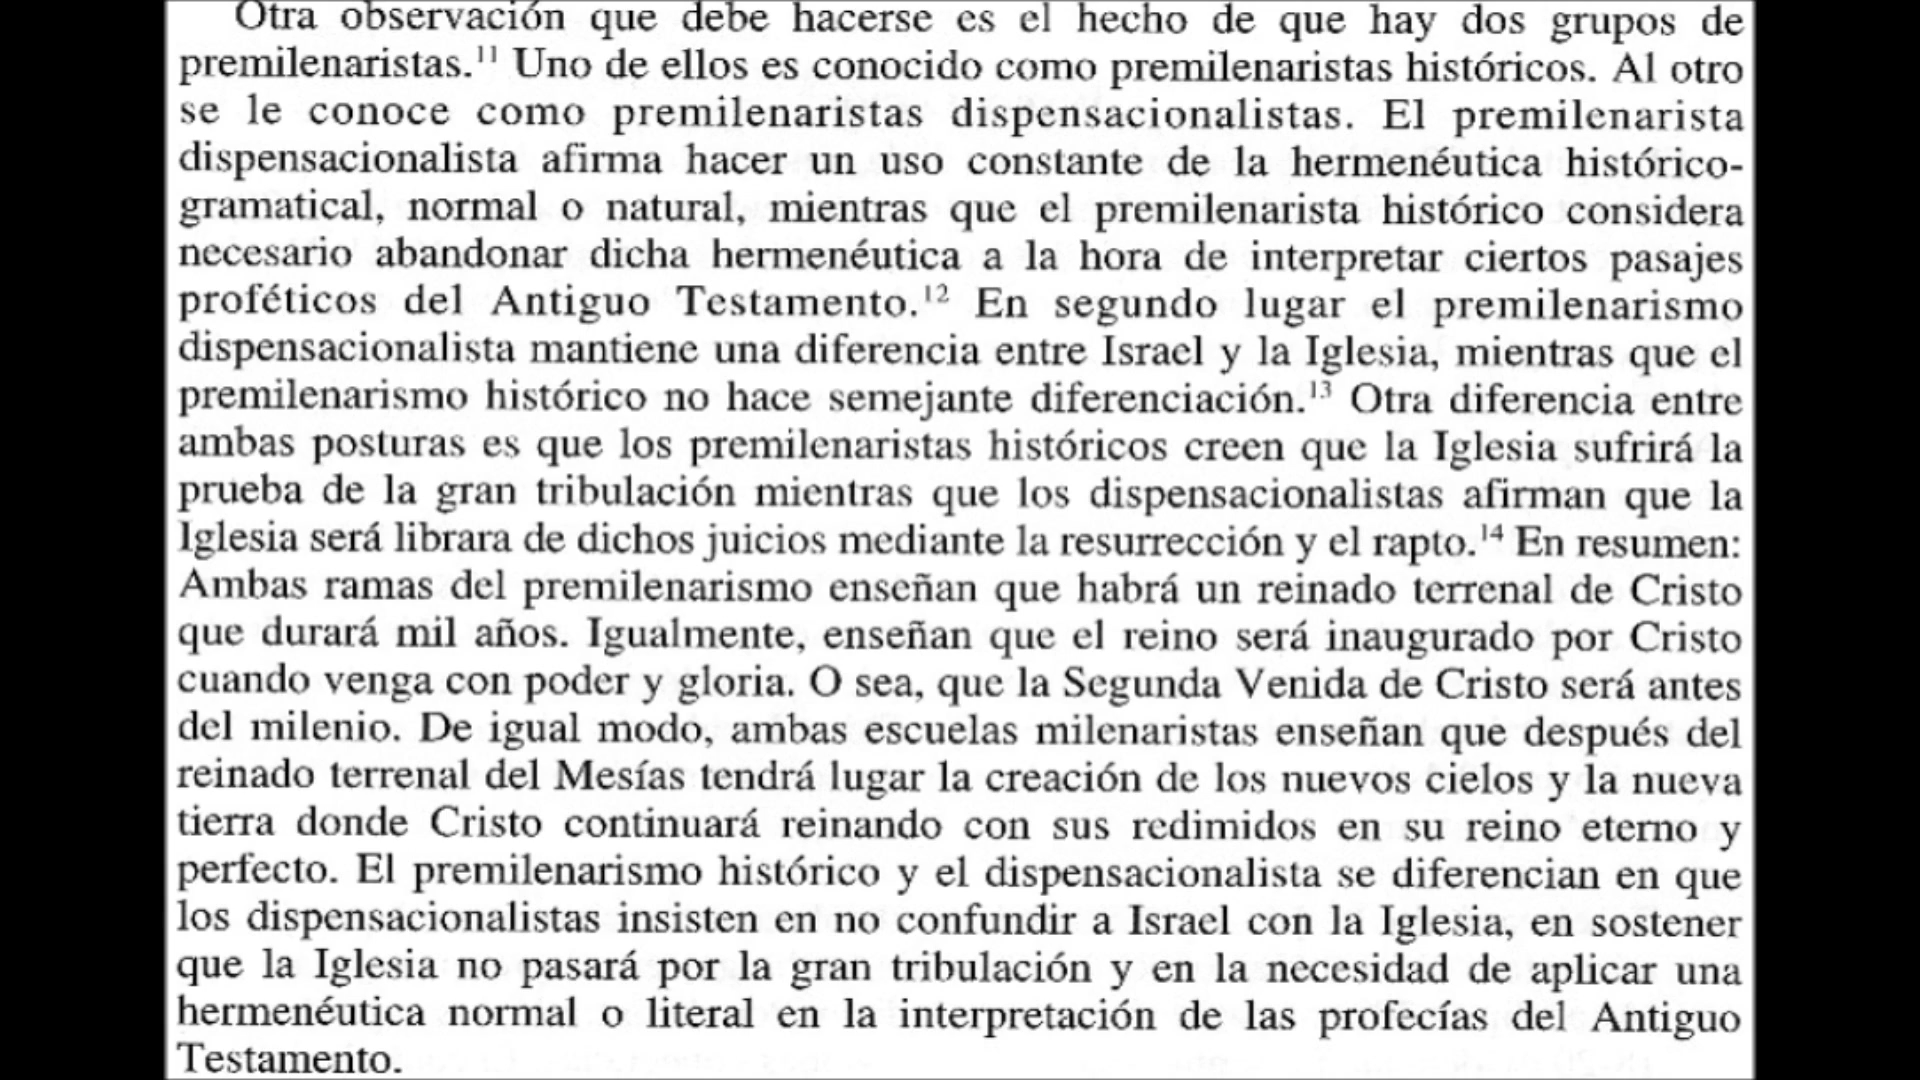 Otra observación que debe hacerse es el hecho de que hay dos grupos de
premilenaristas.¹¹ Uno de ellos es conocido como premilenaristas históricos. Al otro
se le conoce como premilenaristas dispensacionalistas. El premilenarista
dispensacionalista afirma hacer un uso constante de la hermenéutica histórico-
gramatical, normal o natural, mientras que el premilenarista histórico considera
necesario abandonar dicha hermenéutica a la hora de interpretar ciertos pasajes
proféticos del Antiguo Testamento.¹² En segundo lugar el premilenarismo
dispensacionalista mantiene una diferencia entre Israel y la Iglesia, mientras que el
premilenarismo histórico no hace semejante diferenciación.¹³ Otra diferencia entre
ambas posturas es que los premilenaristas históricos creen que la Iglesia sufrirá la
prueba de la gran tribulación mientras que los dispensacionalistas afirman que la
Iglesia será librara de dichos juicios mediante la resurrección y el rapto.¹⁴ En resumen:
Ambas ramas del premilenarismo enseñan que habrá un reinado terrenal de Cristo
que durará mil años. Igualmente, enseñan que el reino será inaugurado por Cristo
cuando venga con poder y gloria. O sea, que la Segunda Venida de Cristo será antes
del milenio. De igual modo, ambas escuelas milenaristas enseñan que después del
reinado terrenal del Mesías tendrá lugar la creación de los nuevos cielos y la nueva
tierra donde Cristo continuará reinando con sus redimidos en su reino eterno y
perfecto. El premilenarismo histórico y el dispensacionalista se diferencian en que
los dispensacionalistas insisten en no confundir a Israel con la Iglesia, en sostener
que la Iglesia no pasará por la gran tribulación y en la necesidad de aplicar una
hermenéutica normal o literal en la interpretación de las profecías del Antiguo
Testamento.